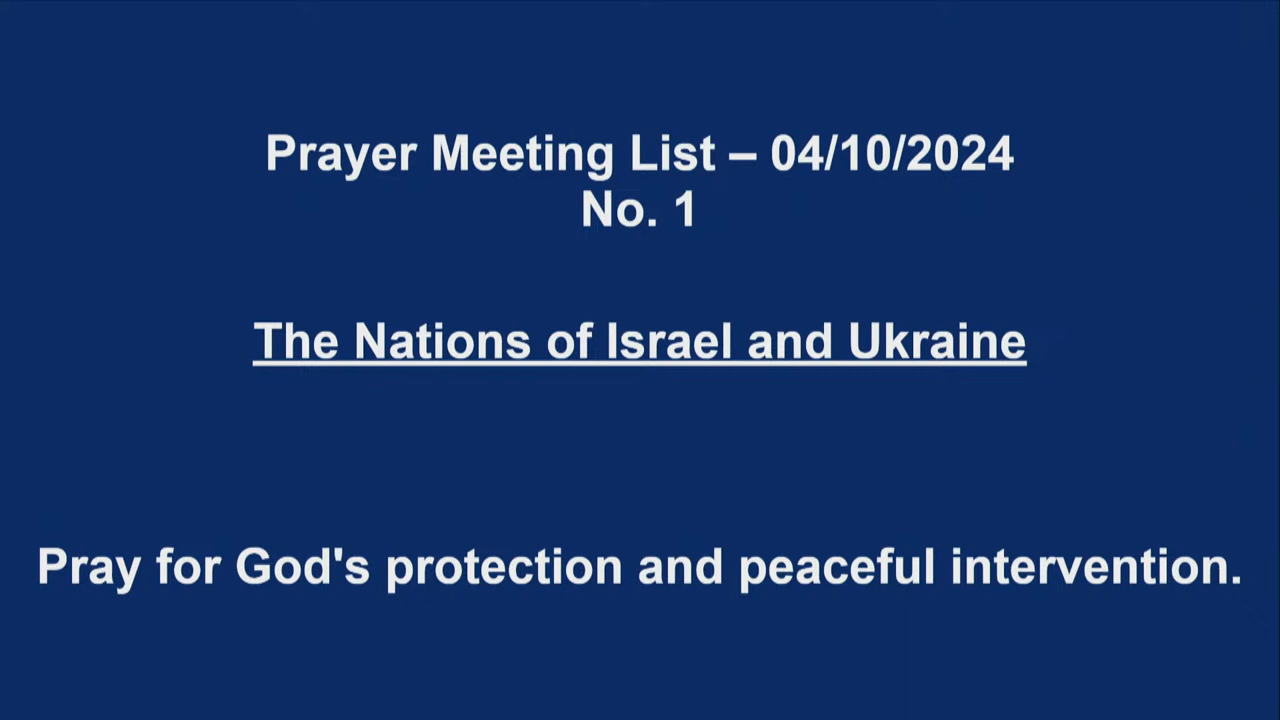 Prayer Meeting List – 04/10/2024
No. 1
The Nations of Israel and Ukraine
Pray for God's protection and peaceful intervention.